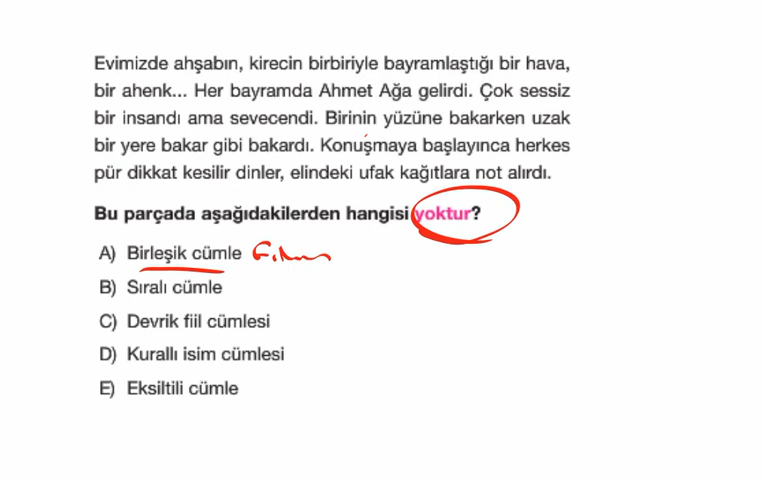 Evimizde ahşabın, kirecin birbiriyle bayramlaştığı bir hava,
bir ahenk... Her bayramda Ahmet Ağa gelirdi. Çok sessiz
bir insandı ama sevecendi. Birinin yüzüne bakarken uzak
bir yere bakar gibi bakardı. Konuşmaya başlayınca herkes
pür dikkat kesilir dinler, elindeki ufak kağıtlara not alırdı.
Bu parçada aşağıdakilerden hangisi yoktur?
A) Birleşik cümle
B) Sıralı cümle
C) Devrik fiil cümlesi
D) Kurallı isim cümlesi
E) Eksiltili cümle